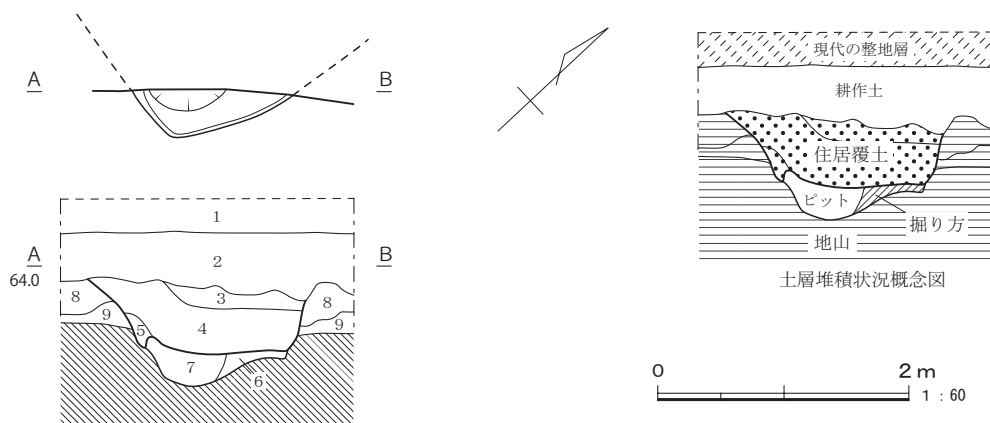 A
B
1
A
64.0
B
2
3
8
8
9
5
4
9
7
6
現代の整地層
耕作土
住居覆土
ピット
掘り方
地山
土層堆積状況概念図
0
2 m
1 : 60